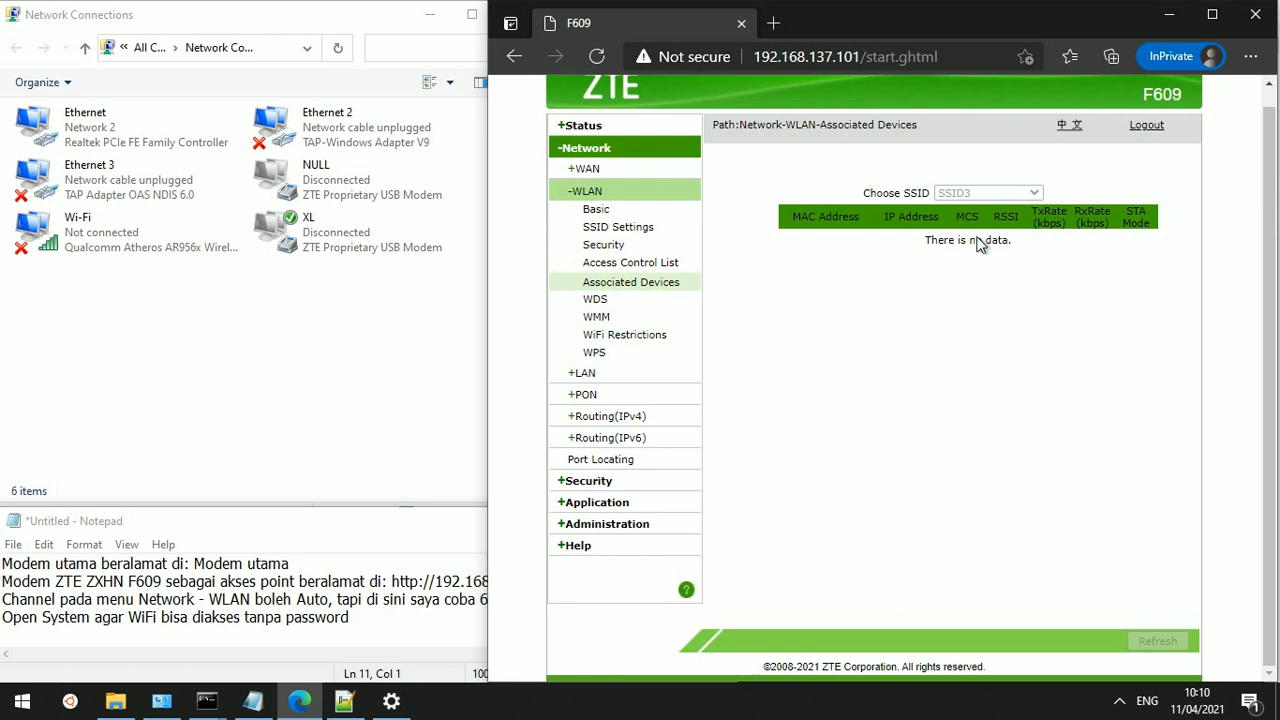 Network Connections
All C...
Network Co...
Organize
Ethernet
Network 2
Realtek PCIe FE Family Controller
Ethernet 2
Network cable unplugged
TAP-Windows Adapter V9
Ethernet 3
Network cable unplugged
TAP Adapter OAS NDIS 6.0
NULL
Disconnected
ZTE Proprietary USB Modem
Wi-Fi
Not connected
Qualcomm Atheros AR956x Wirel...
XL
Disconnected
ZTE Proprietary USB Modem
6 items
*Untitled - Notepad
File Edit Format View Help
Modem utama beralamat di: Modem utama
Modem ZTE ZXHN F609 sebagai akses point beralamat di: http://192.168
Channel pada menu Network - WLAN boleh Auto, tapi di sini saya coba 6
Open System agar WiFi bisa diakses tanpa password
Ln 11, Col 1
100
F609
Not secure
192.168.137.101/start.ghtml
InPrivate
ZTE
F609
+Status
-Network
+WAN
-WLAN
Basic
SSID Settings
Security
Access Control List
Associated Devices
WDS
WMM
WiFi Restrictions
WPS
+LAN
+PON
+Routing(IPv4)
+Routing(IPv6)
Port Locating
+Security
+Application
+Administration
+Help
?
Path:Network-WLAN-Associated Devices
中 文
Logout
Choose SSID SSID3
MAC Address IP Address MCS RSSI TxRate (kbps) RxRate (kbps) STA Mode
There is no data.
Refresh
©2008-2021 ZTE Corporation. All rights reserved.
ENG
10:10
11/04/2021
1